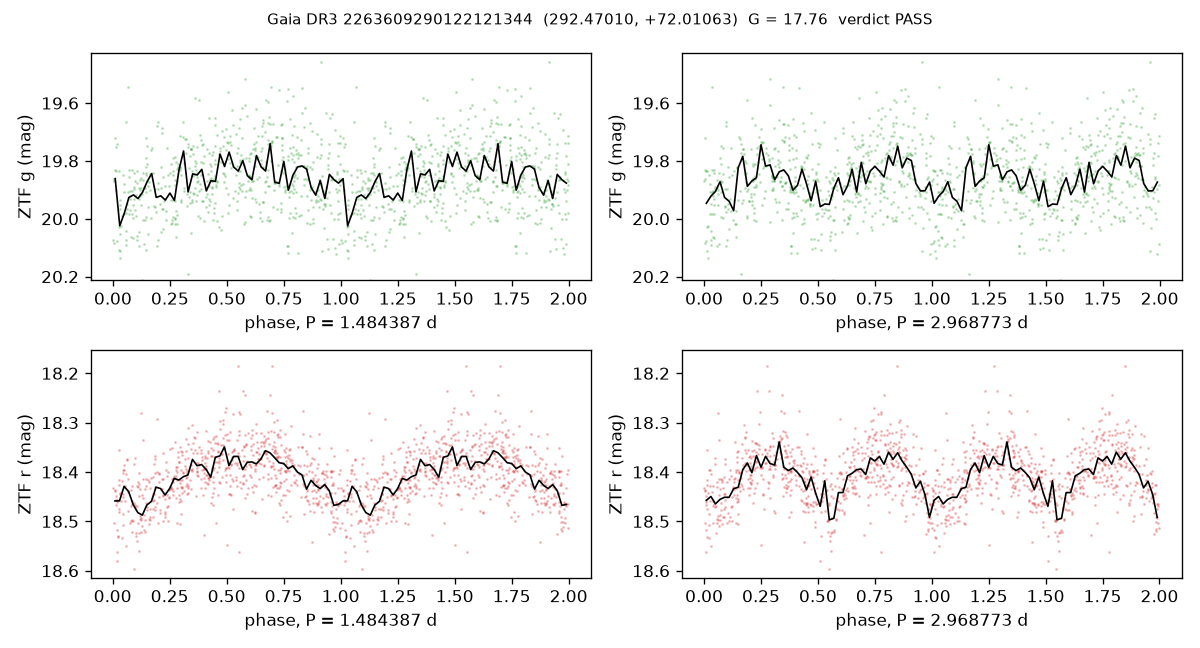 Gaia DR3 2263609290122121344 (292.47010, +72.01063) G = 17.76 verdict PASS
ZTF g (mag)
19.6
19.8
20.0
20.2
0.00 0.25 0.50 0.75 1.00 1.25 1.50 1.75 2.00
phase, P = 1.484387 d
ZTF g (mag)
19.6
19.8
20.0
20.2
0.00 0.25 0.50 0.75 1.00 1.25 1.50 1.75 2.00
phase, P = 2.968773 d
ZTF r (mag)
18.2
18.3
18.4
18.5
18.6
0.00 0.25 0.50 0.75 1.00 1.25 1.50 1.75 2.00
phase, P = 1.484387 d
ZTF r (mag)
18.2
18.3
18.4
18.5
18.6
0.00 0.25 0.50 0.75 1.00 1.25 1.50 1.75 2.00
phase, P = 2.968773 d